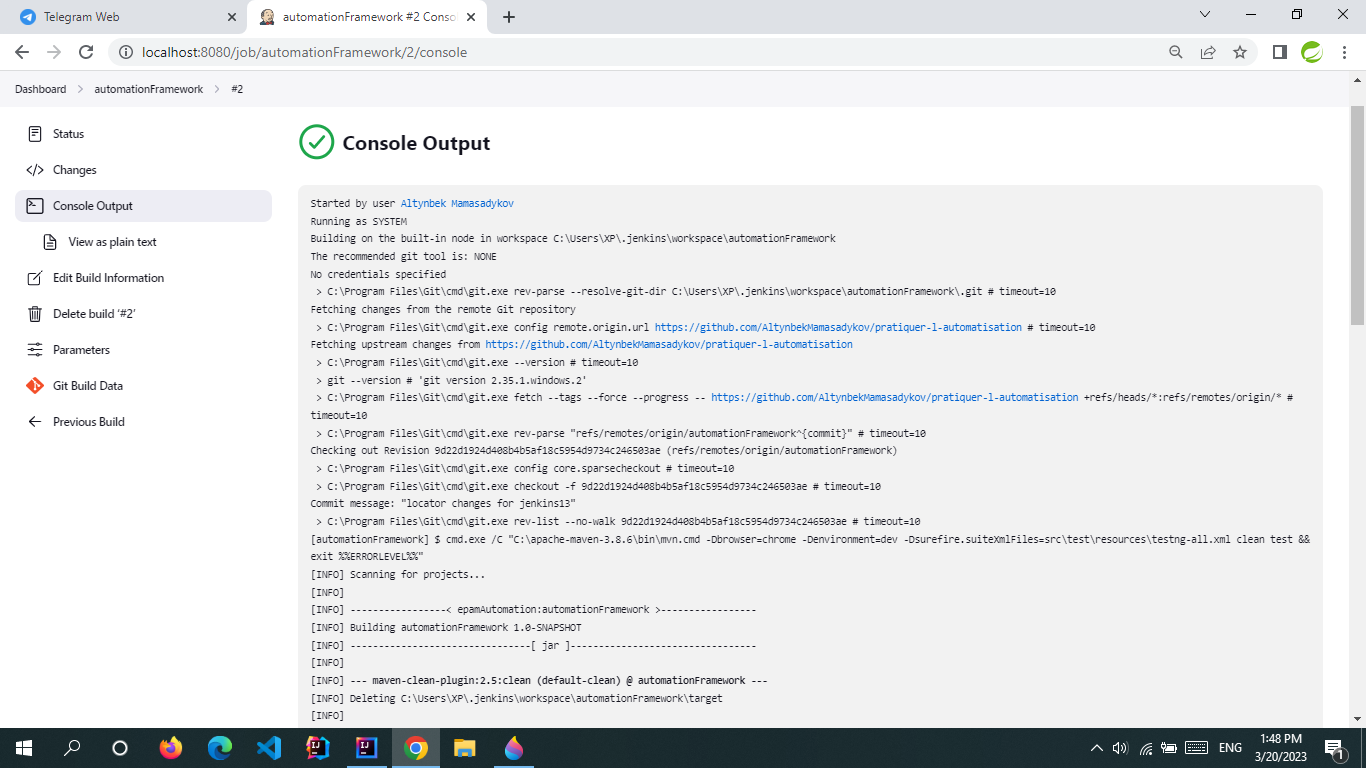 Telegram Web
automationFramework #2 Conso
localhost:8080/job/automationFramework/2/console
Dashboard
automationFramework
#2
Status
Changes
Console Output
View as plain text
Edit Build Information
Delete build ‘#2’
Parameters
Git Build Data
Previous Build
Console Output
Started by user Altynbek Mamasadykov
Running as SYSTEM
Building on the built-in node in workspace C:\Users\XP\.jenkins\workspace\automationFramework
The recommended git tool is: NONE
No credentials specified
> C:\Program Files\Git\cmd\git.exe rev-parse --resolve-git-dir C:\Users\XP\.jenkins\workspace\automationFramework\.git # timeout=10
Fetching changes from the remote Git repository
> C:\Program Files\Git\cmd\git.exe config remote.origin.url https://github.com/AltynbekMamasadykov/pratiquer-l-automatisation # timeout=10
Fetching upstream changes from https://github.com/AltynbekMamasadykov/pratiquer-l-automatisation
> C:\Program Files\Git\cmd\git.exe --version # timeout=10
> git --version # 'git version 2.35.1.windows.2'
> C:\Program Files\Git\cmd\git.exe fetch --tags --force --progress -- https://github.com/AltynbekMamasadykov/pratiquer-l-automatisation +refs/heads/*:refs/remotes/origin/* #
timeout=10
> C:\Program Files\Git\cmd\git.exe rev-parse "refs/remotes/origin/automationFramework^{commit}" # timeout=10
Checking out Revision 9d22d1924d408b4b5af18c5954d9734c246503ae (refs/remotes/origin/automationFramework)
> C:\Program Files\Git\cmd\git.exe config core.sparsecheckout # timeout=10
> C:\Program Files\Git\cmd\git.exe checkout -f 9d22d1924d408b4b5af18c5954d9734c246503ae # timeout=10
Commit message: "locator changes for jenkins13"
> C:\Program Files\Git\cmd\git.exe rev-list --no-walk 9d22d1924d408b4b5af18c5954d9734c246503ae # timeout=10
[automationFramework] $ cmd.exe /C "C:\apache-maven-3.8.6\bin\mvn.cmd -Dbrowser=chrome -Denvironment=dev -Dsurefire.suiteXmlFiles=src\test\resources\testng-all.xml clean test &&
exit %%ERRORLEVEL%%"
[INFO] Scanning for projects...
[INFO]
[INFO] -----------------< epamAutomation:automationFramework >-----------------
[INFO] Building automationFramework 1.0-SNAPSHOT
[INFO] --------------------------------[ jar ]---------------------------------
[INFO]
[INFO] --- maven-clean-plugin:2.5:clean (default-clean) @ automationFramework ---
[INFO] Deleting C:\Users\XP\.jenkins\workspace\automationFramework\target
[INFO]
ENG
1:48 PM
3/20/2023
1